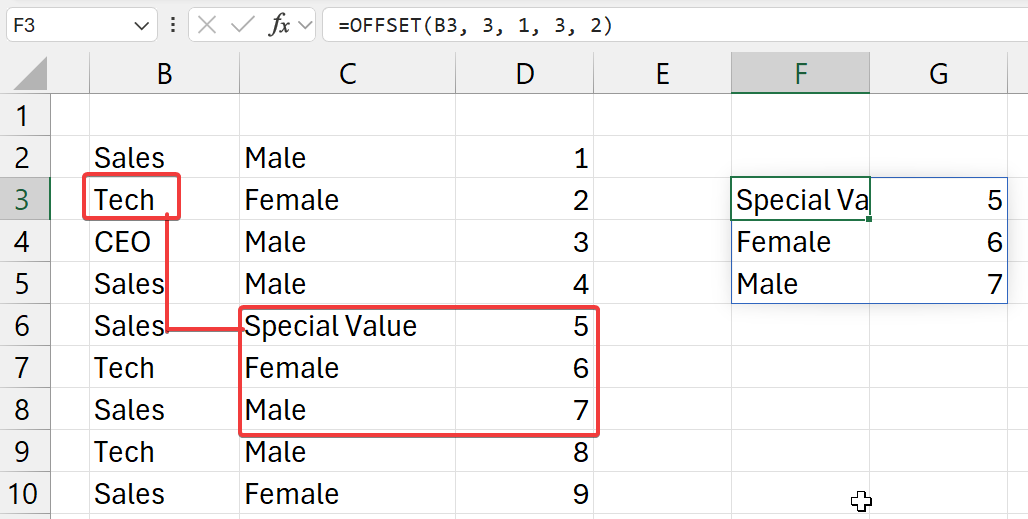 F3 fx =OFFSET(B3, 3, 1, 3, 2)
B C D E F G
1
2 Sales Male 1
3 Tech Female 2 Special Va 5
4 CEO Male 3 Female 6
5 Sales Male 4 Male 7
6 Sales Special Value 5
7 Tech Female 6
8 Sales Male 7
9 Tech Male 8
10 Sales Female 9